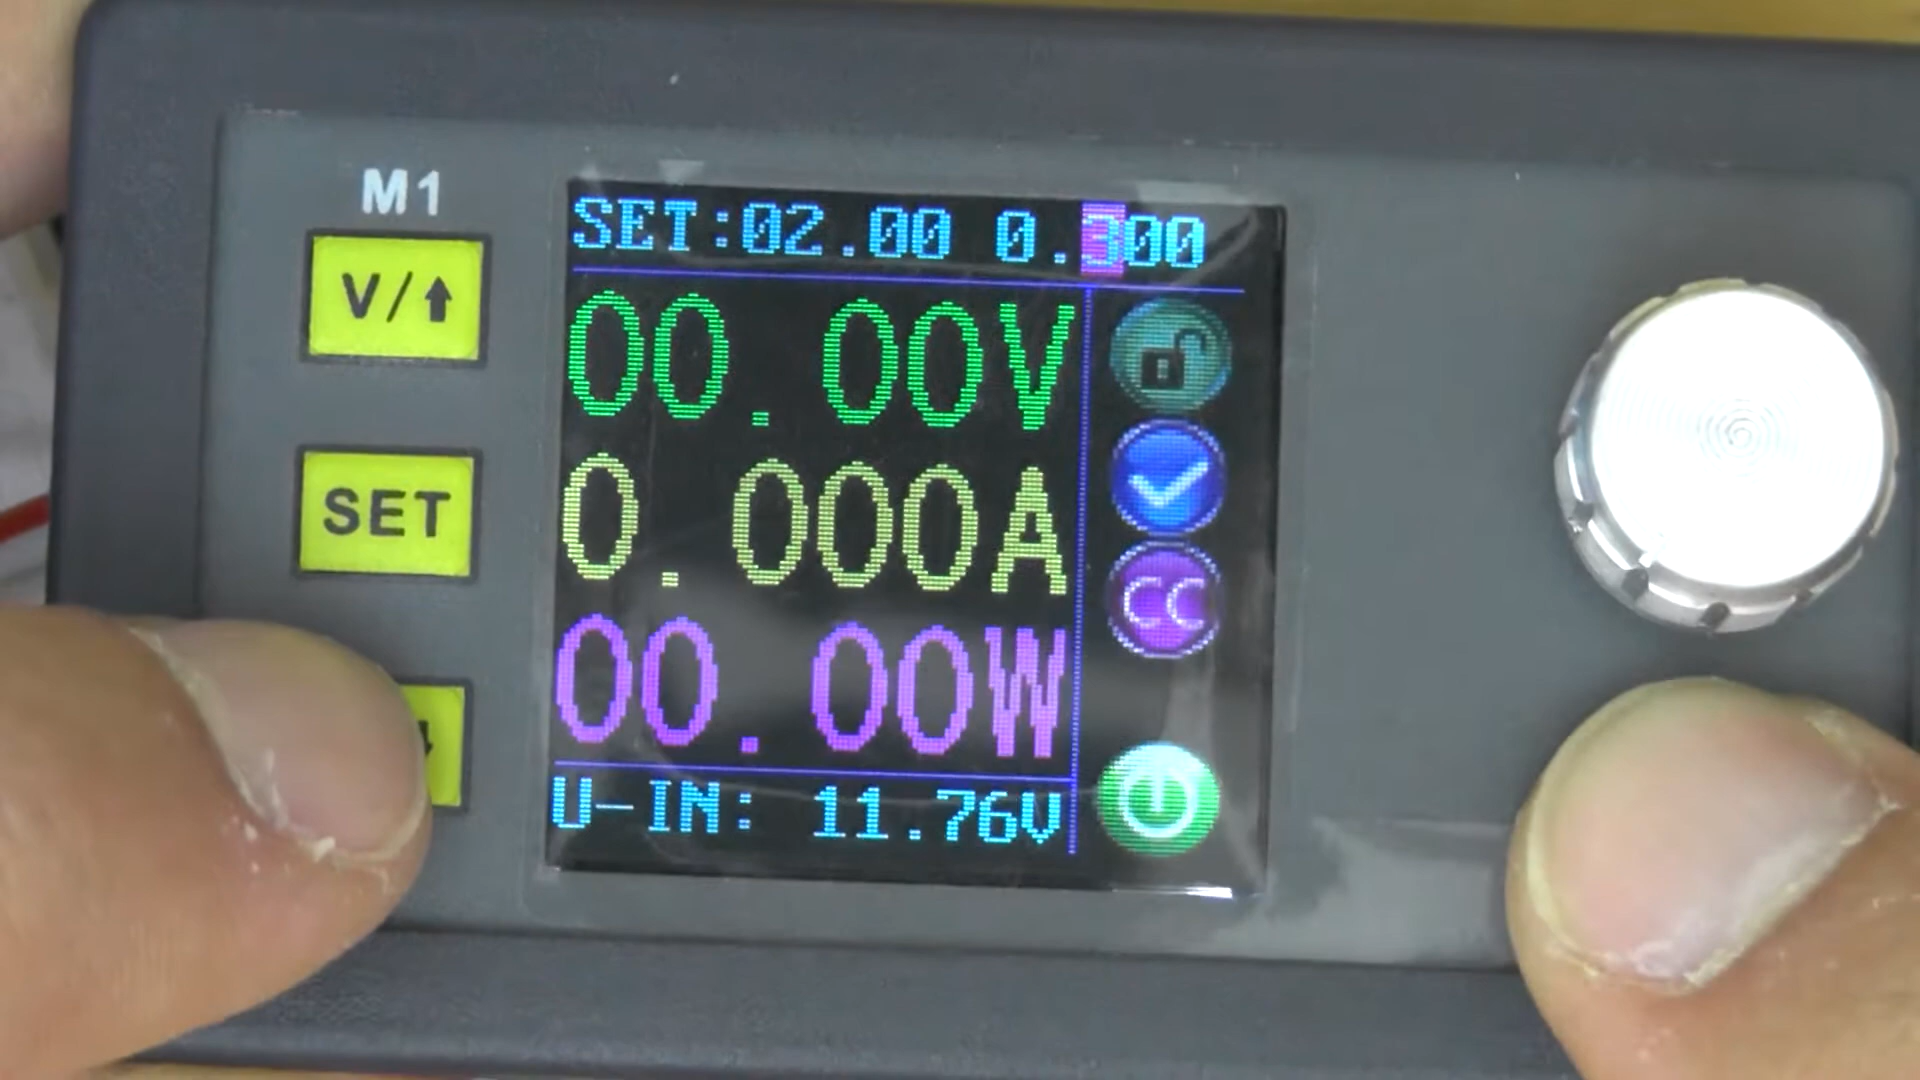 M1
V/⬆
SET
SET:02.00 0.300
00.00V
0.000A
00.00W
U-IN: 11.76V
CC